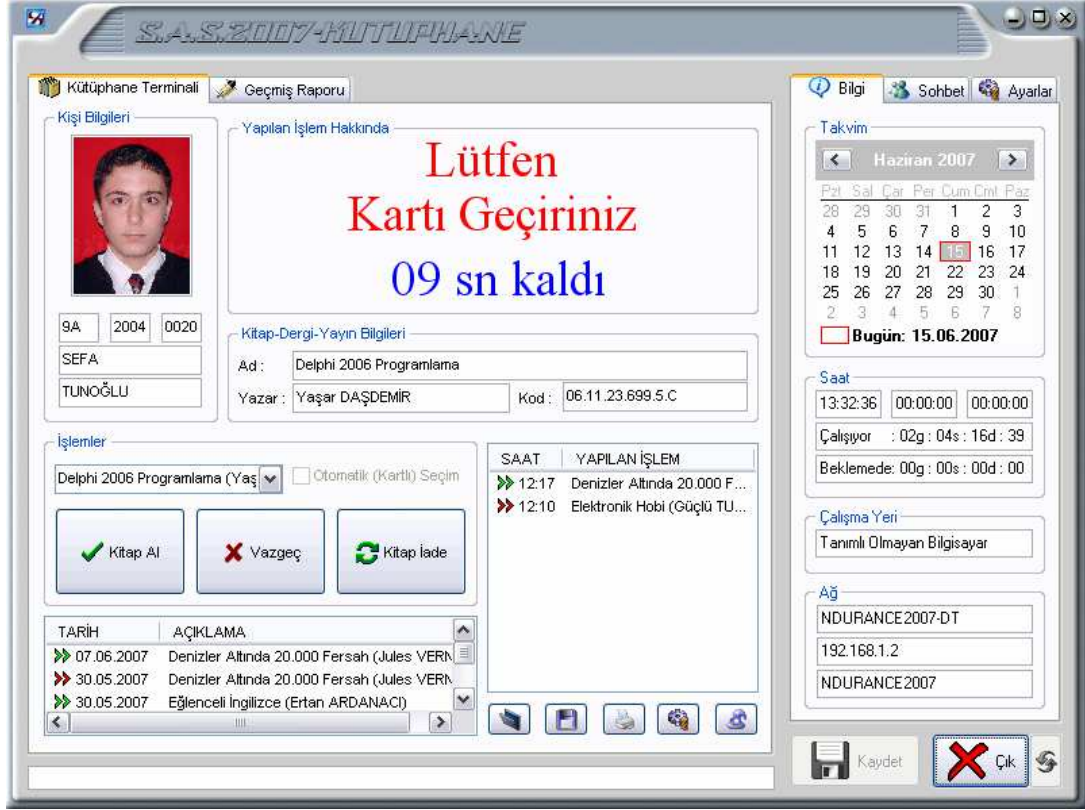 S.A.S.2007-KUTUPHANE
Kütüphane Terminali
Geçmiş Raporu
Kişi Bilgileri
9A 2004 0020
SEFA
TUNOĞLU
Yapılan İşlem Hakkında
Lütfen
Kartı Geçiriniz
09 sn kaldı
Kitap-Dergi-Yayın Bilgileri
Ad : Delphi 2006 Programlama
Yazar : Yaşar DAŞDEMİR Kod : 06.11.23.699.5.C
İşlemler
Delphi 2006 Programlama (Yaş
Otomatik (Kartlı) Seçim
Kitap Al
Vazgeç
Kitap İade
TARİH AÇIKLAMA
07.06.2007 Denizler Altında 20.000 Fersah (Jules VERN
30.05.2007 Denizler Altında 20.000 Fersah (Jules VERN
30.05.2007 Eğlenceli İngilizce (Ertan ARDANACI)
SAAT YAPILAN İŞLEM
12:17 Denizler Altında 20.000 F...
12:10 Elektronik Hobi (Güçlü TU...
Bilgi
Sohbet
Ayarlar
Takvim
Haziran 2007
Pzt Sal Çar Per Cum Cmt Paz
28 29 30 31 1 2 3
4 5 6 7 8 9 10
11 12 13 14 15 16 17
18 19 20 21 22 23 24
25 26 27 28 29 30 1
2 3 4 5 6 7 8
Bugün: 15.06.2007
Saat
13:32:36 00:00:00 00:00:00
Çalışıyor : 02g : 04s : 16d : 39
Beklemede: 00g : 00s : 00d : 00
Çalışma Yeri
Tanımlı Olmayan Bilgisayar
Ağ
NDURANCE2007-DT
192.168.1.2
NDURANCE2007
Kaydet
Çık